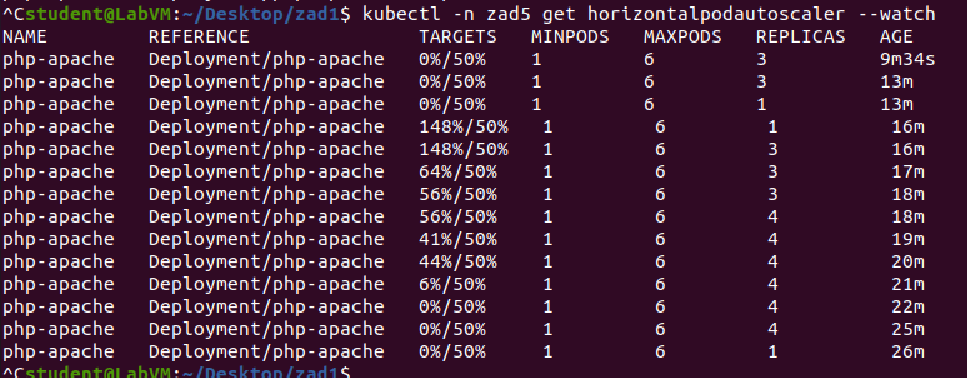 ^Cstudent@LabVM:~/Desktop/zad1$ kubectl -n zad5 get horizontalpodautoscaler --watch
NAME         REFERENCE               TARGETS   MINPODS   MAXPODS   REPLICAS   AGE
php-apache   Deployment/php-apache   0%/50%    1         6         3          9m34s
php-apache   Deployment/php-apache   0%/50%    1         6         3          13m
php-apache   Deployment/php-apache   0%/50%    1         6         1          13m
php-apache   Deployment/php-apache   148%/50%   1         6         1          16m
php-apache   Deployment/php-apache   148%/50%   1         6         3          16m
php-apache   Deployment/php-apache   64%/50%    1         6         3          17m
php-apache   Deployment/php-apache   56%/50%    1         6         3          18m
php-apache   Deployment/php-apache   56%/50%    1         6         4          18m
php-apache   Deployment/php-apache   41%/50%    1         6         4          19m
php-apache   Deployment/php-apache   44%/50%    1         6         4          20m
php-apache   Deployment/php-apache   6%/50%     1         6         4          21m
php-apache   Deployment/php-apache   0%/50%     1         6         4          22m
php-apache   Deployment/php-apache   0%/50%     1         6         4          25m
php-apache   Deployment/php-apache   0%/50%     1         6         1          26m
^Cstudent@LabVM:~/Desktop/zad1$